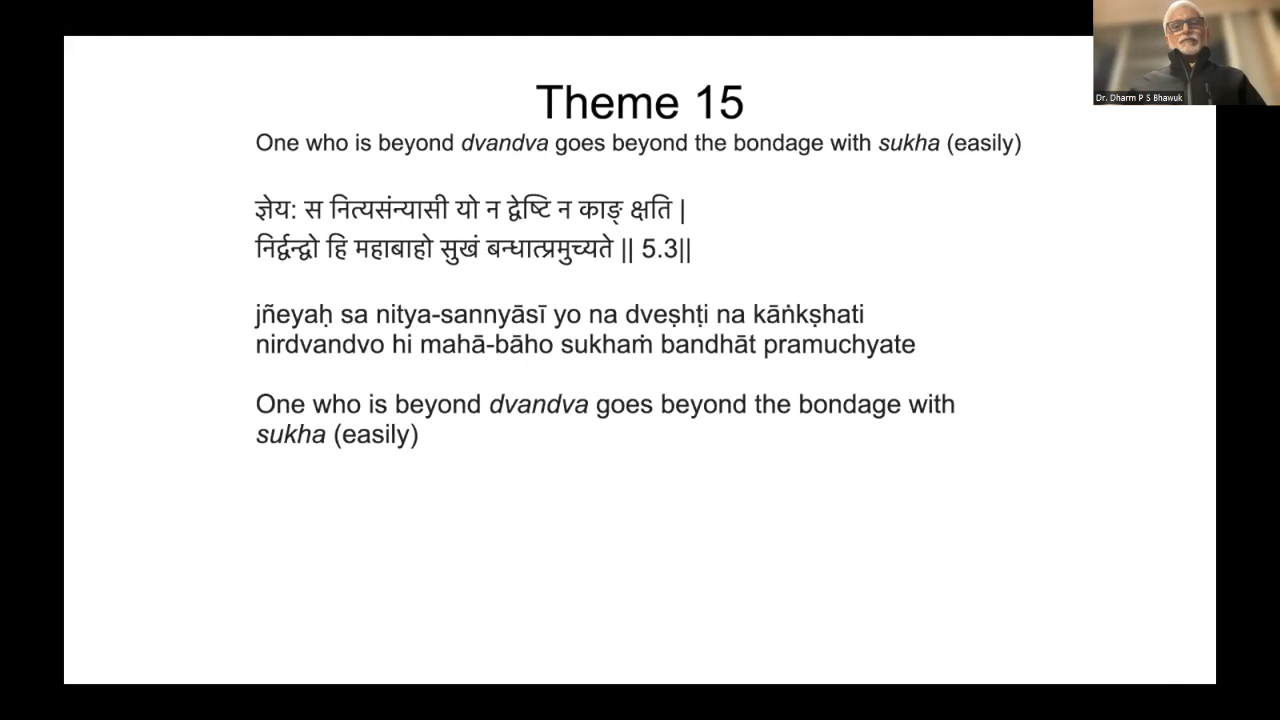 Theme 15
One who is beyond dvandva goes beyond the bondage with sukha (easily)
ज्ञेय: स नित्यसंन्यासी यो न द्वेष्टि न काङ् क्षति |
निर्द्वन्द्वो हि महाबाहो सुखं बन्धात्प्रमुच्यते || 5.3||
jñeyaḥ sa nitya-sannyāsī yo na dveṣhṭi na kāṅkṣhati
nirdvandvo hi mahā-bāho sukhaṁ bandhāt pramuchyate
One who is beyond dvandva goes beyond the bondage with
sukha (easily)
Dr. Dharm P S Bhawuk